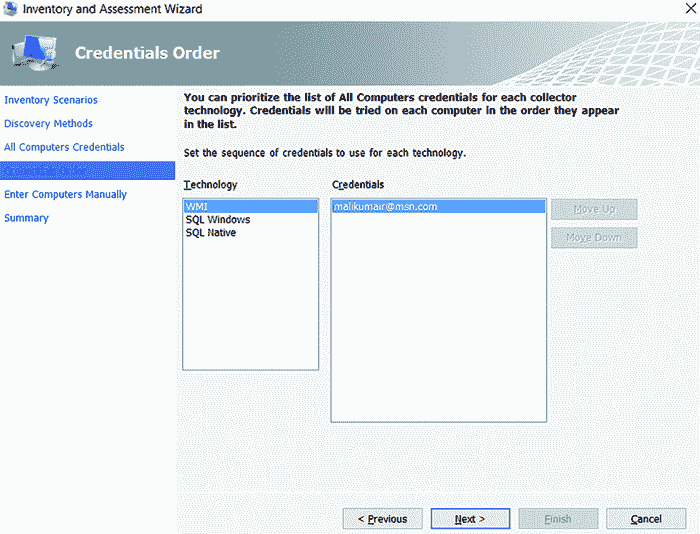 Inventory and Assessment Wizard
Credentials Order
Inventory Scenarios
Discovery Methods
All Computers Credentials
Enter Computers Manually
Summary
You can prioritize the list of All Computers credentials for each collector
technology. Credentials will be tried on each computer in the order they appear
in the list.
Set the sequence of credentials to use for each technology.
Technology
Credentials
WMI
SQL Windows
SQL Native
malikumair@msn.com
Move Up
Move Down
< Previous
Next >
Finish
Cancel